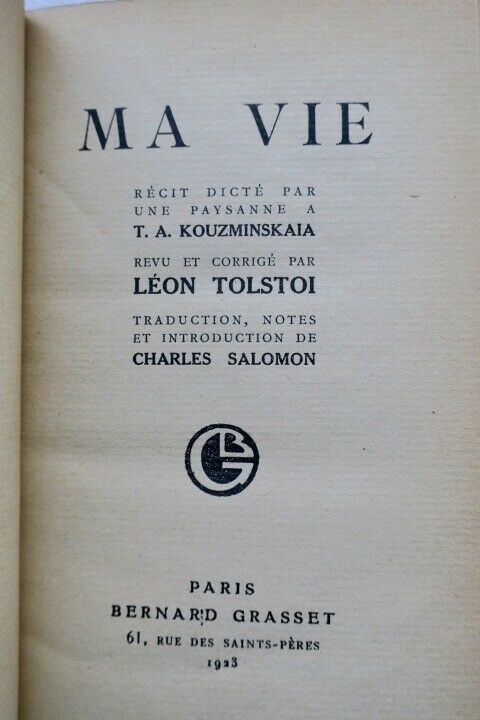 MA VIE
RÉCIT DICTÉ PAR
UNE PAYSANNE A
T. A. KOUZMINSKAIA
REVU ET CORRIGÉ PAR
LÉON TOLSTOI
TRADUCTION, NOTES
ET INTRODUCTION DE
CHARLES SALOMON
BG
PARIS
BERNARD GRASSET
61, RUE DES SAINTS-PÈRES
1923